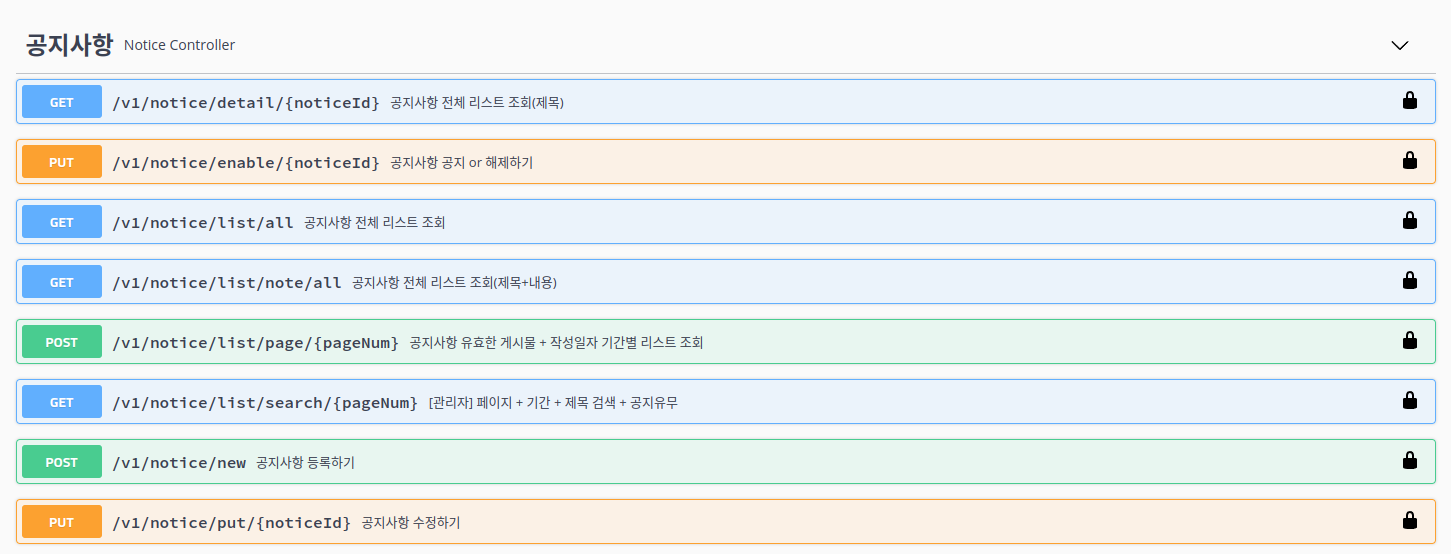 공지사항 Notice Controller
GET /v1/notice/detail/{noticeId} 공지사항 전체 리스트 조회(제목)
PUT /v1/notice/enable/{noticeId} 공지사항 공지 or 해제하기
GET /v1/notice/list/all 공지사항 전체 리스트 조회
GET /v1/notice/list/note/all 공지사항 전체 리스트 조회(제목+내용)
POST /v1/notice/list/page/{pageNum} 공지사항 유효한 게시물 + 작성일자 기간별 리스트 조회
GET /v1/notice/list/search/{pageNum} [관리자] 페이지 + 기간 + 제목 검색 + 공지유무
POST /v1/notice/new 공지사항 등록하기
PUT /v1/notice/put/{noticeId} 공지사항 수정하기